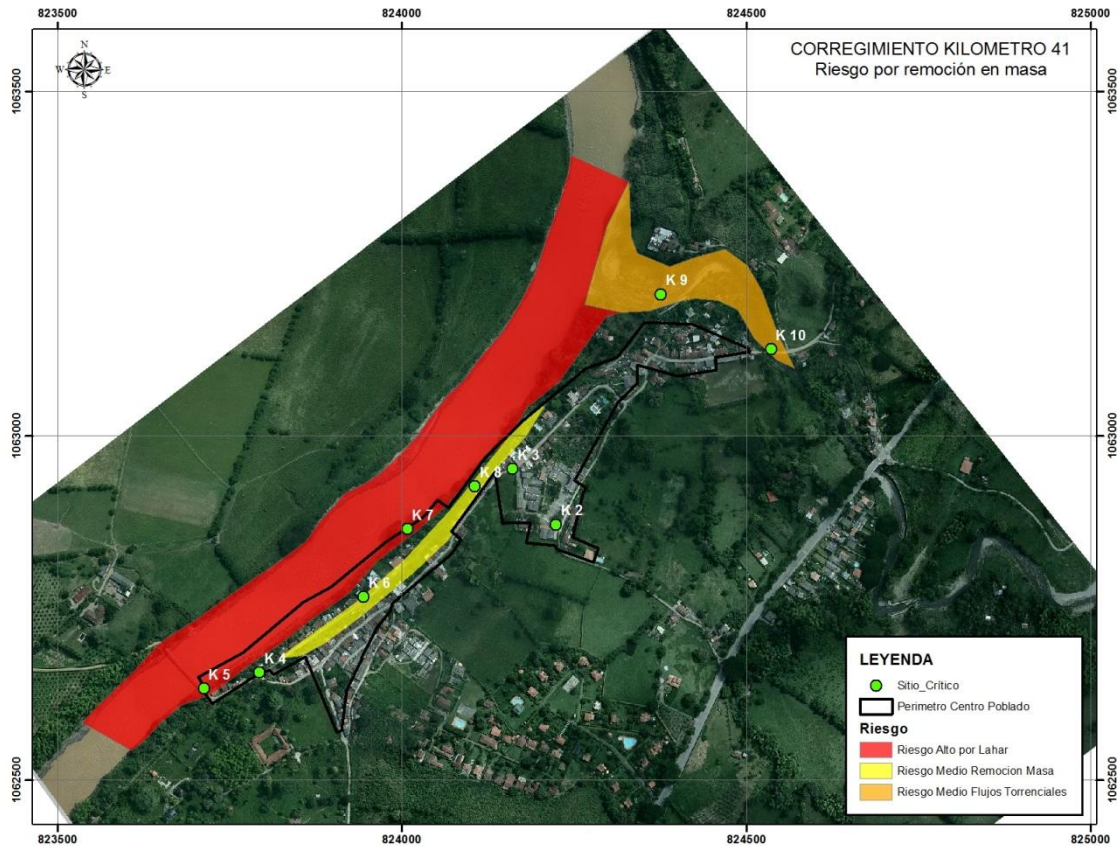 823500 824000 824500 825000
CORREGIMIENTO KILOMETRO 41
Riesgo por remoción en masa
N
W E
S
1063500 1063500
K 9
K 10
1063000 1063000
K 3
K 8
K 2
K 7
K 6
K 4
K 5
LEYENDA
Sitio_Crítico
Perimetro Centro Poblado
Riesgo
Riesgo Alto por Lahar
Riesgo Medio Remocion Masa
Riesgo Medio Flujos Torrenciales
1062500 1062500
823500 824000 824500 825000